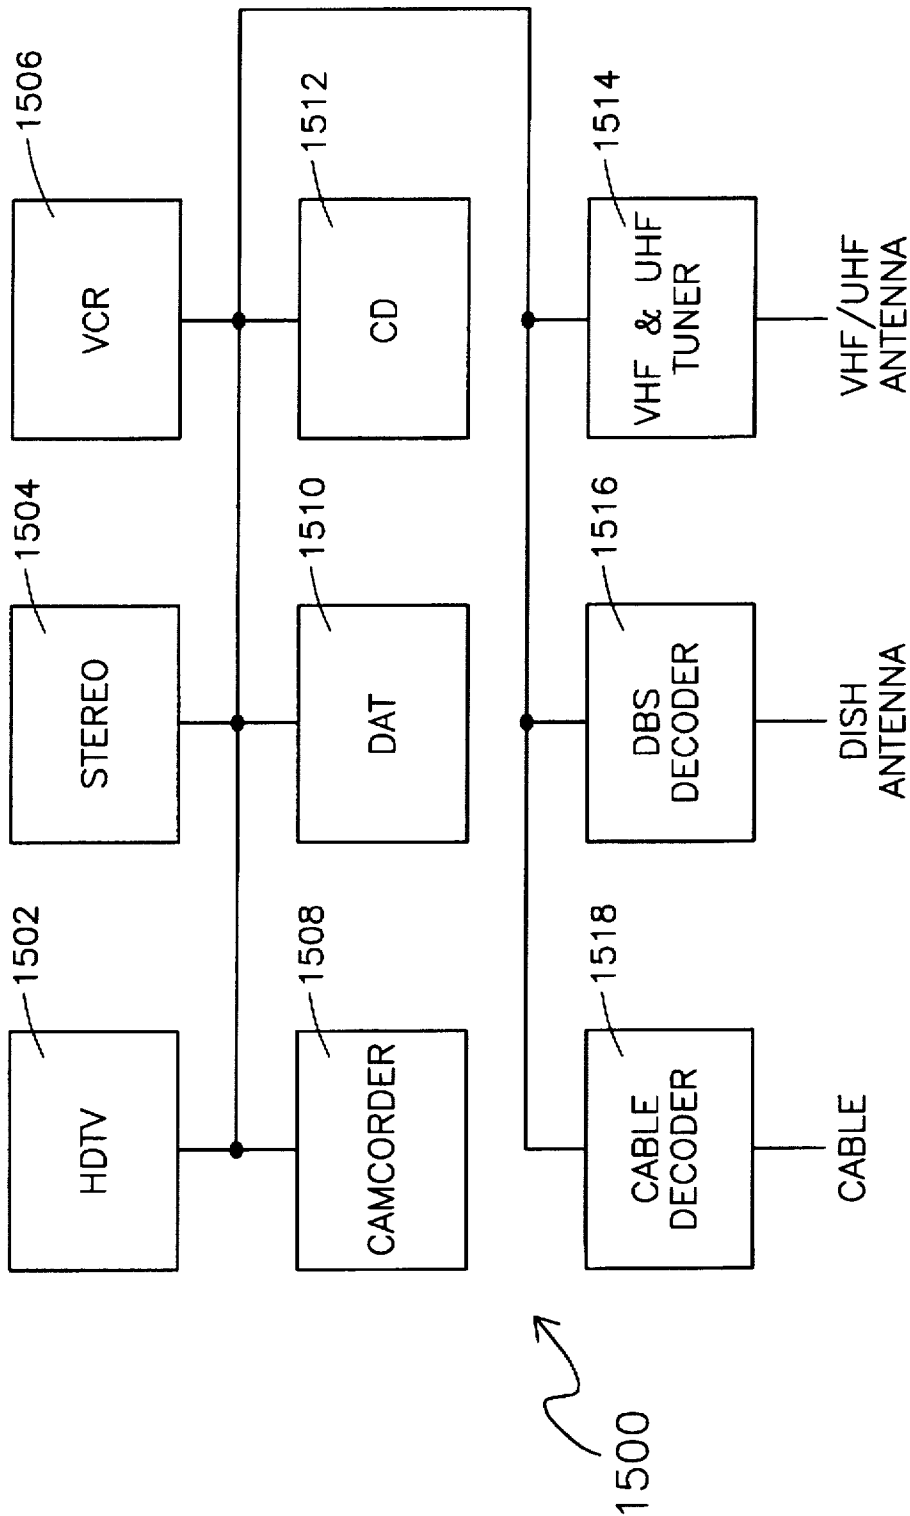 1502
1504
1506
HDTV
STEREO
VCR
1508
1510
1512
CAMCORDER
DAT
CD
1518
1516
1514
CABLE
DECODER
DBS
DECODER
VHF & UHF
TUNER
CABLE
DISH
ANTENNA
VHF/UHF
ANTENNA
1500